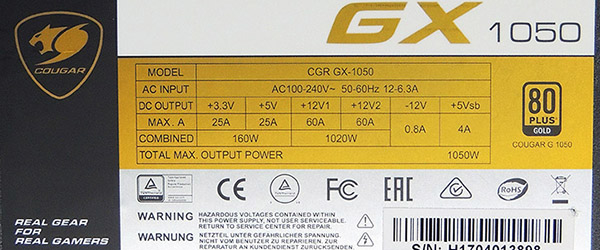 COUGAR
GX 1050
MODEL CGR GX-1050
AC INPUT AC100-240V~ 50-60Hz 12-6.3A
DC OUTPUT +3.3V +5V +12V1 +12V2 -12V +5Vsb
MAX. A 25A 25A 60A 60A 0.8A 4A
COMBINED 160W 1020W
TOTAL MAX. OUTPUT POWER 1050W
80
PLUS
GOLD
COUGAR G 1050
CE FC EAC RoHS
WARNING HAZARDOUS VOLTAGES CONTAINED WITHIN
THIS POWER SUPPLY, NOT USER SERVICEABLE.
RETURN TO SERVICE CENTER FOR REPAIR.
WARNUNG NETZTEIL UNTER GEFÄHRLICHER SPANNUNG.
NIEMALS ÖFFNEN. NICHT VOM BENUTZER ZU
REPARIEREN. ZUR REPARATUR ZURÜCK
REAL GEAR
FOR
REAL GAMERS